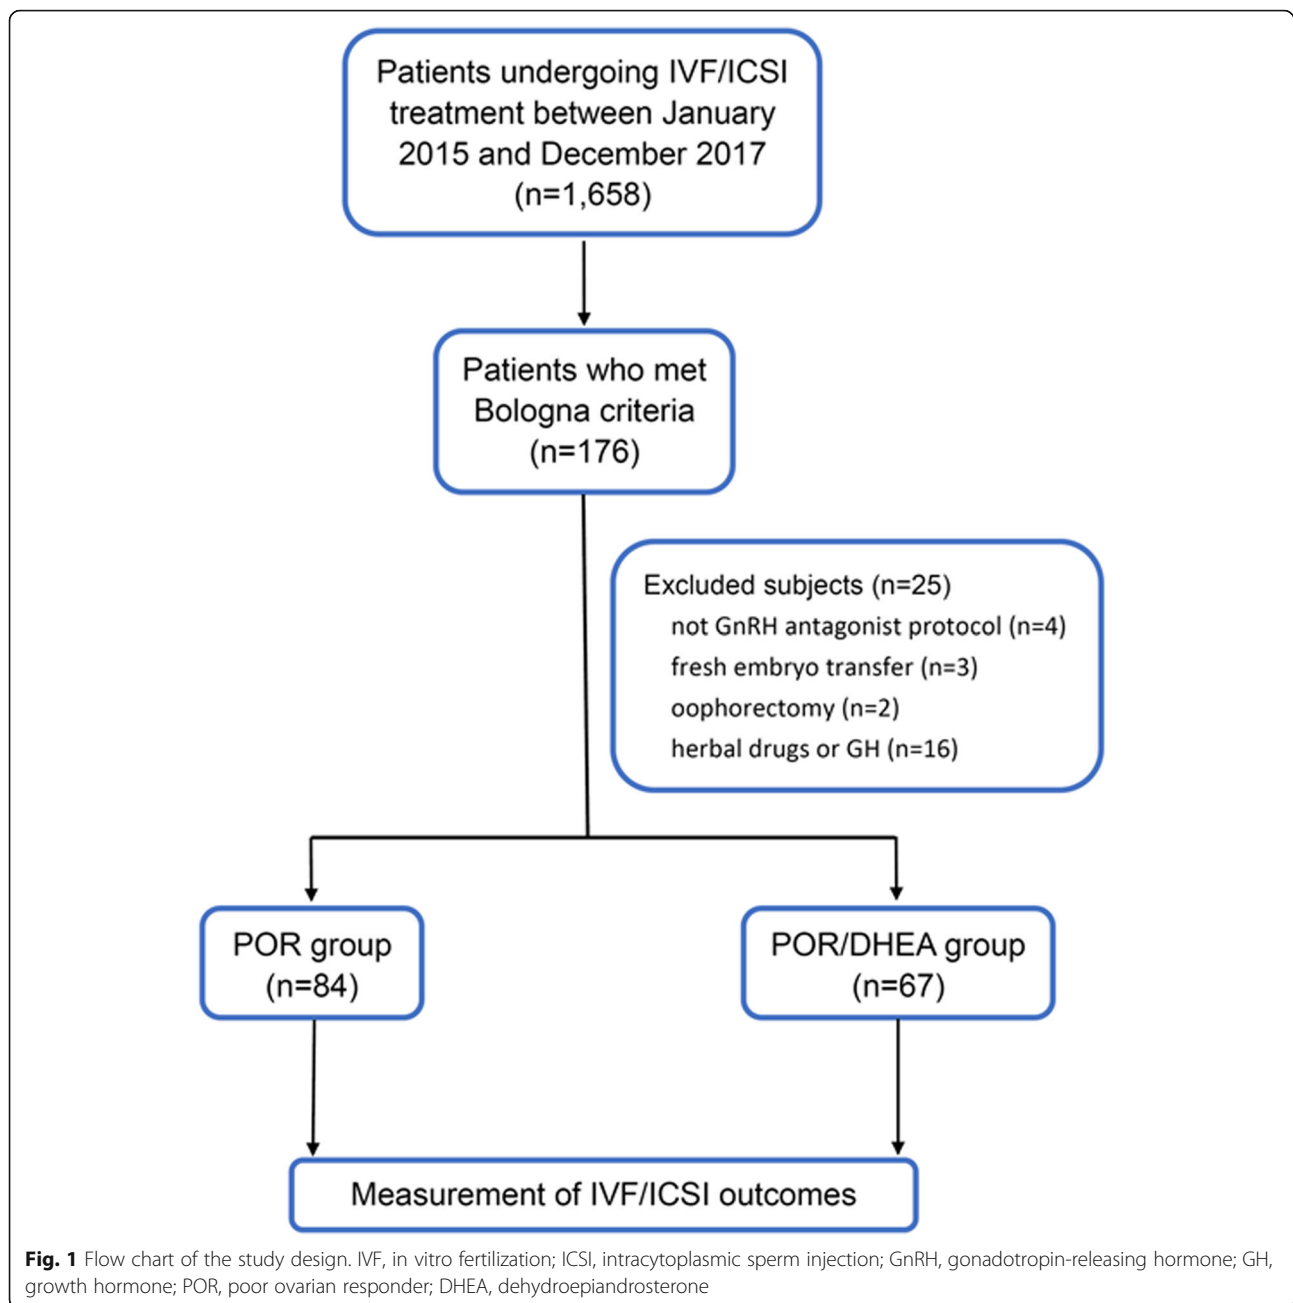 Patients undergoing IVF/ICSI
treatment between January
2015 and December 2017
(n=1,658)
Patients who met
Bologna criteria
(n=176)
Excluded subjects (n=25)
not GnRH antagonist protocol (n=4)
fresh embryo transfer (n=3)
oophorectomy (n=2)
herbal drugs or GH (n=16)
POR group
(n=84)
POR/DHEA group
(n=67)
Measurement of IVF/ICSI outcomes
Fig. 1 Flow chart of the study design. IVF, in vitro fertilization; ICSI, intracytoplasmic sperm injection; GnRH, gonadotropin-releasing hormone; GH,
growth hormone; POR, poor ovarian responder; DHEA, dehydroepiandrosterone